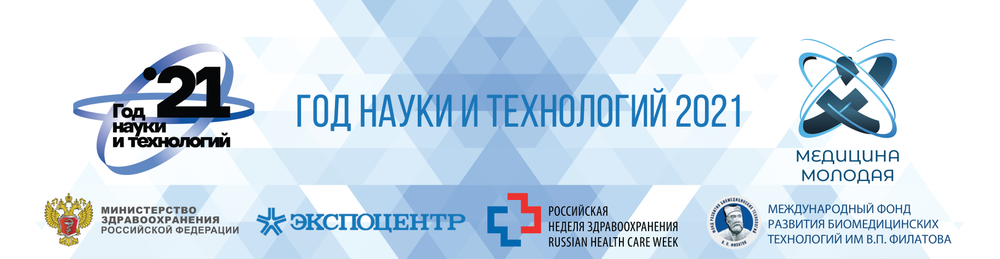 '21
Год
науки
и технологий
ГОД НАУКИ И ТЕХНОЛОГИЙ 2021
МЕДИЦИНА
МОЛОДАЯ
МИНИСТЕРСТВО
ЗДРАВООХРАНЕНИЯ
РОССИЙСКОЙ ФЕДЕРАЦИИ
ЭКСПОЦЕНТР
РОССИЙСКАЯ
НЕДЕЛЯ ЗДРАВООХРАНЕНИЯ
RUSSIAN HEALTH CARE WEEK
ФОНД РАЗВИТИЯ БИОМЕДИЦИНСКИХ ТЕХНОЛОГИЙ
В. П. ФИЛАТОВ
МЕЖДУНАРОДНЫЙ ФОНД
РАЗВИТИЯ БИОМЕДИЦИНСКИХ
ТЕХНОЛОГИЙ ИМ В.П. ФИЛАТОВА